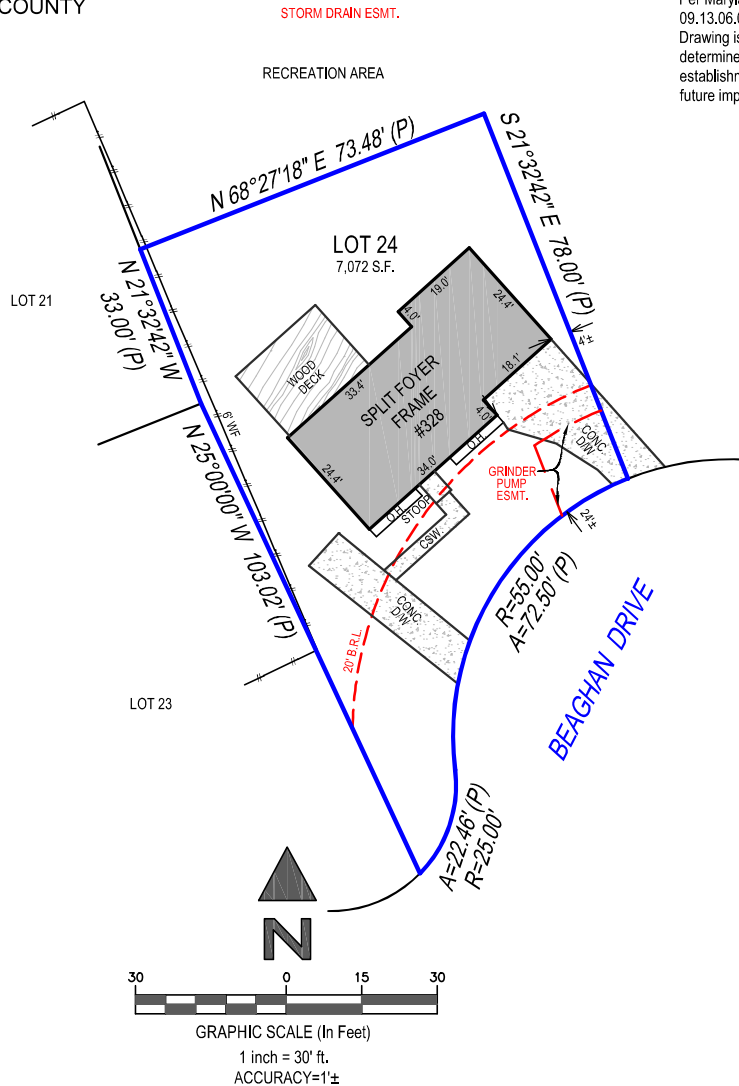 COUNTY
STORM DRAIN ESMT.
09.13.06.0
Drawing is
determine
establishr
future imp
RECREATION AREA
N 68°27'18" E 73.48' (P)
S 21°32'42" E 78.00' (P)
LOT 24
7,072 S.F.
LOT 21
N 21°32'42" W
33.00' (P)
19.0'
24.4'
4.0'
4'±
WOOD
DECK
33.4'
18.1'
SPLIT FOYER
FRAME
#328
4.0'
6' WF
CONC.
D/W
O.H.
34.0'
24.4'
GRINDER
PUMP
ESMT.
N 25°00'00" W 103.02' (P)
O.H.
STOOP
24'±
CSW
CONC.
D/W
R=55.00'
A=72.50' (P)
20' B.R.L.
BEAGHAN DRIVE
LOT 23
A=22.46' (P)
R=25.00'
N
30 0 15 30
GRAPHIC SCALE (In Feet)
1 inch = 30' ft.
ACCURACY=1'±